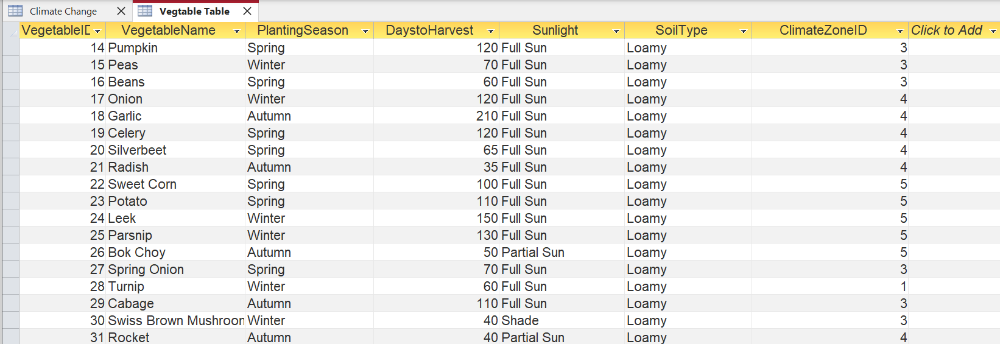 Climate Change Vegtable Table
VegetableID VegetableName PlantingSeason DaystoHarvest Sunlight SoilType ClimateZoneID Click to Add
14 Pumpkin Spring 120 Full Sun Loamy 3
15 Peas Winter 70 Full Sun Loamy 3
16 Beans Spring 60 Full Sun Loamy 3
17 Onion Winter 120 Full Sun Loamy 4
18 Garlic Autumn 210 Full Sun Loamy 4
19 Celery Spring 120 Full Sun Loamy 4
20 Silverbeet Spring 65 Full Sun Loamy 4
21 Radish Autumn 35 Full Sun Loamy 4
22 Sweet Corn Spring 100 Full Sun Loamy 5
23 Potato Spring 110 Full Sun Loamy 5
24 Leek Winter 150 Full Sun Loamy 5
25 Parsnip Winter 130 Full Sun Loamy 5
26 Bok Choy Autumn 50 Partial Sun Loamy 5
27 Spring Onion Spring 70 Full Sun Loamy 3
28 Turnip Winter 60 Full Sun Loamy 1
29 Cabage Autumn 110 Full Sun Loamy 3
30 Swiss Brown Mushroon Winter 40 Shade Loamy 3
31 Rocket Autumn 40 Partial Sun Loamy 4